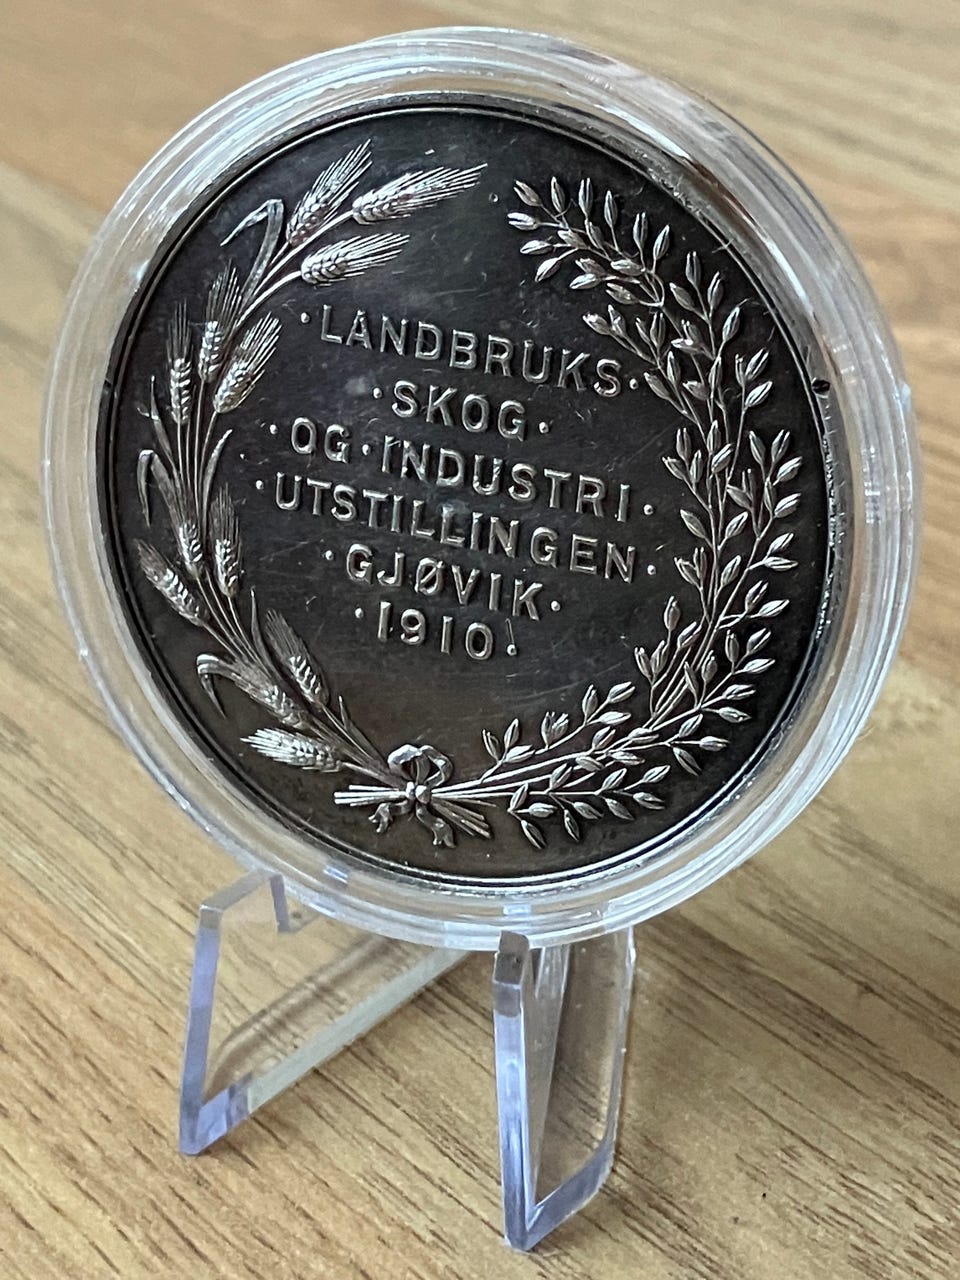 ·LANDBRUKS·
·SKOG·
·OG·INDUSTRI·
·UTSTILLINGEN·
·GJØVIK·
·1910·